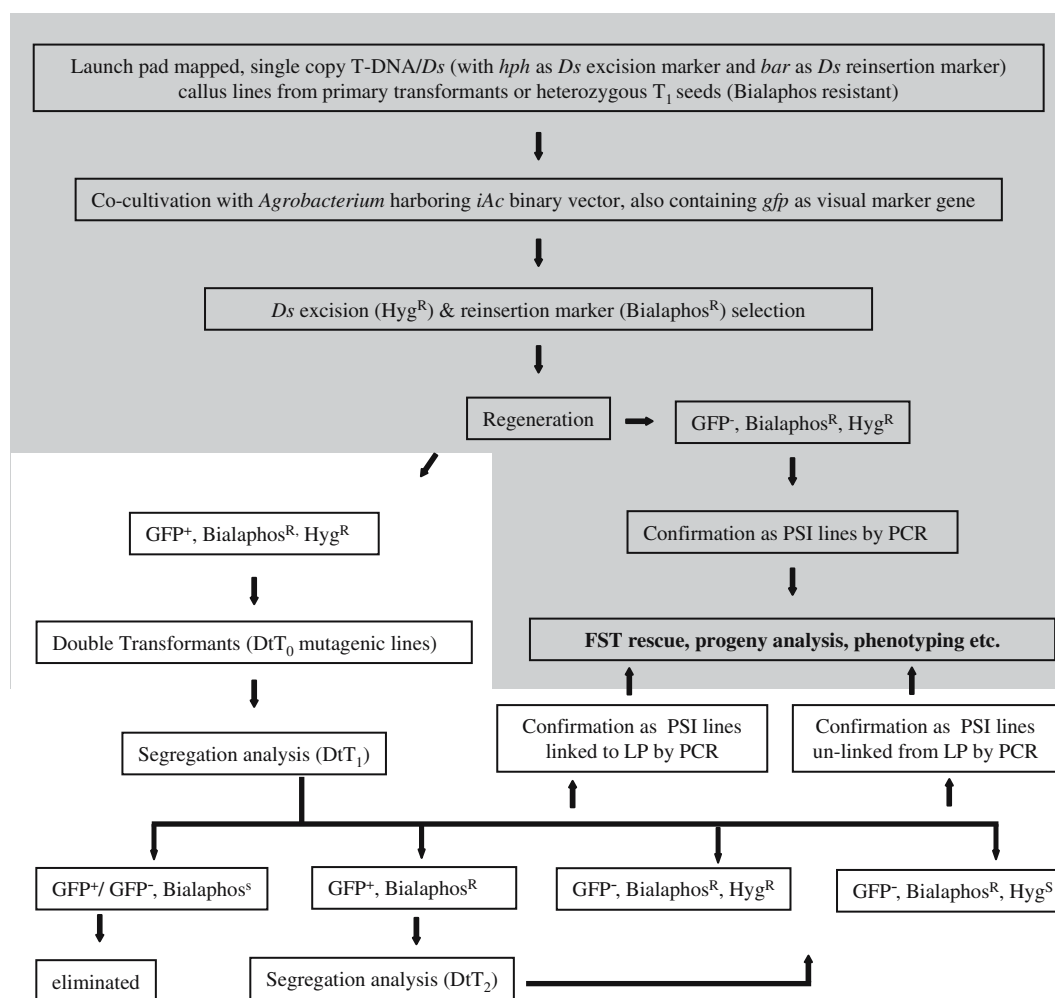 Launch pad mapped, single copy T-DNA/Ds (with hph as Ds excision marker and bar as Ds reinsertion marker)
callus lines from primary transformants or heterozygous T₁ seeds (Bialaphos resistant)
Co-cultivation with Agrobacterium harboring iAc binary vector, also containing gfp as visual marker gene
Ds excision (Hygᴿ) & reinsertion marker (Bialaphosᴿ) selection
Regeneration
GFP⁻, Bialaphosᴿ, Hygᴿ
GFP⁺, Bialaphosᴿ, Hygᴿ
Confirmation as PSI lines by PCR
Double Transformants (DtT₀ mutagenic lines)
FST rescue, progeny analysis, phenotyping etc.
Segregation analysis (DtT₁)
Confirmation as PSI lines
linked to LP by PCR
Confirmation as PSI lines
un-linked from LP by PCR
GFP⁺/ GFP⁻, Bialaphosˢ
GFP⁺, Bialaphosᴿ
GFP⁻, Bialaphosᴿ, Hygᴿ
GFP⁻, Bialaphosᴿ, Hygˢ
eliminated
Segregation analysis (DtT₂)